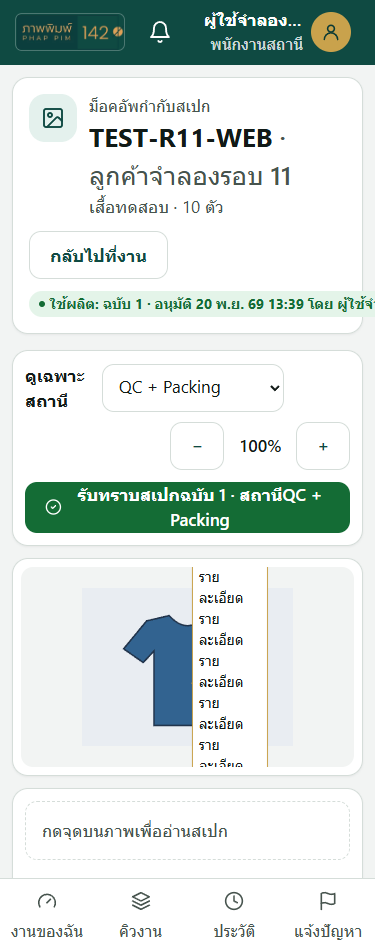 ภาพพิมพ์
PHAP PIM
142
ผู้ใช้จำลอง...
พนักงานสถานี
ม็อคอัพกำกับสเปก
TEST-R11-WEB ·
ลูกค้าจำลองรอบ 11
เสื้อทดสอบ · 10 ตัว
กลับไปที่งาน
• ใช้ผลิต: ฉบับ 1 · อนุมัติ 20 พ.ย. 69 13:39 โดย
ดูเฉพาะ
สถานี
QC + Packing
− 100% +
รับทราบสเปกฉบับ 1 · สถานีQC +
Packing
ราย
ละเอียด
ราย
ละเอียด
ราย
ละเอียด
ราย
ละเอียด
ราย
ละเอียด
กดจุดบนภาพเพื่ออ่านสเปก
งานของฉัน คิวงาน ประวัติ แจ้งปัญหา